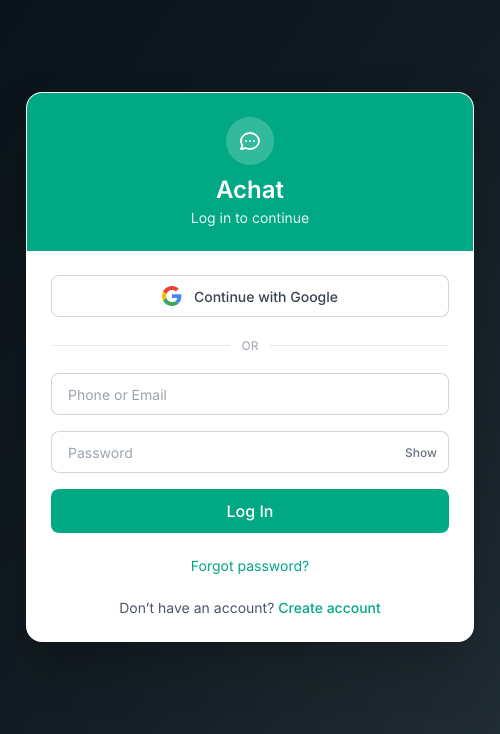 Achat
Log in to continue
Continue with Google
OR
Phone or Email
Password
Show
Log In
Forgot password?
Don’t have an account? Create account